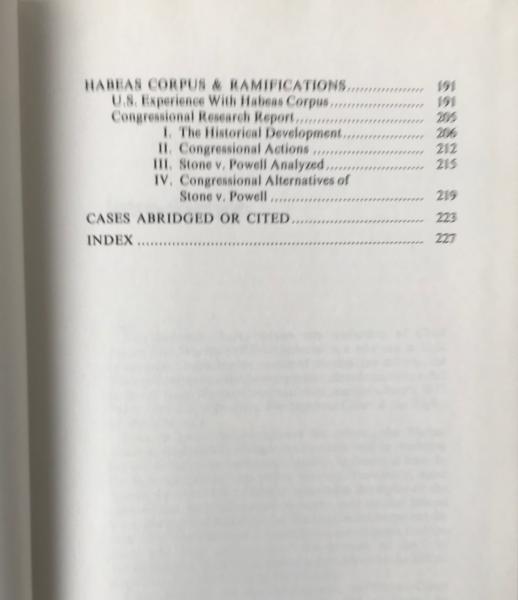 HABEAS CORPUS & RAMIFICATIONS.................. 191
U.S. Experience With Habeas Corpus...................... 191
Congressional Research Report.............................. 205
I. The Historical Development.................... 206
II. Congressional Actions .......................... 212
III. Stone v. Powell Analyzed........................ 215
IV. Congressional Alternatives of
Stone v. Powell .................................... 219
CASES ABRIDGED OR CITED................................ 223
INDEX .................................................................... 227